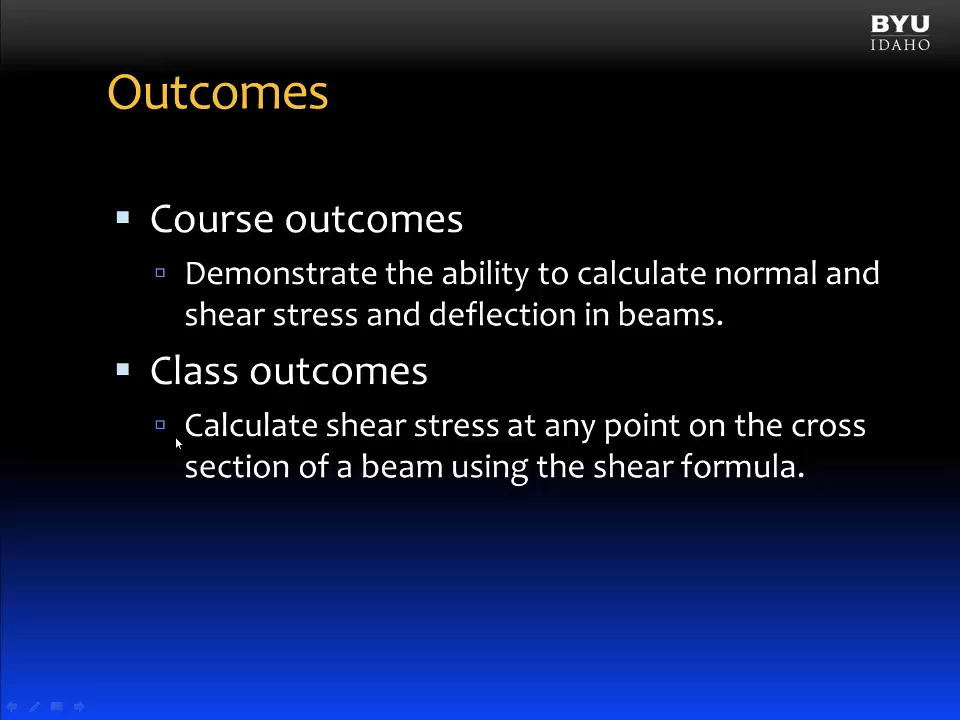 BYU
IDAHO
Outcomes
Course outcomes
Demonstrate the ability to calculate normal and
shear stress and deflection in beams.
Class outcomes
Calculate shear stress at any point on the cross
section of a beam using the shear formula.